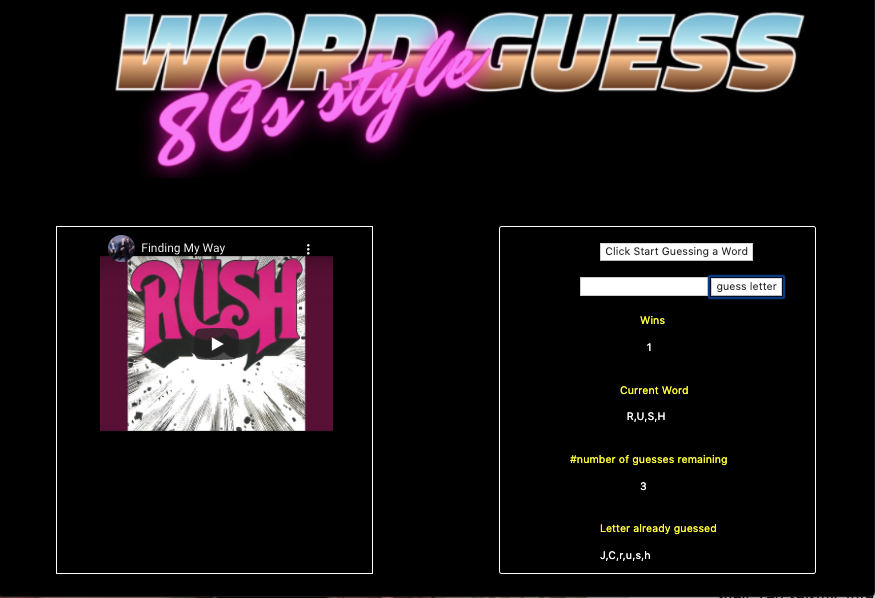 WORD GUESS
80s style
Finding My Way
RUSH
Click Start Guessing a Word
guess letter
Wins
1
Current Word
R,U,S,H
#number of guesses remaining
3
Letter already guessed
J,C,r,u,s,h